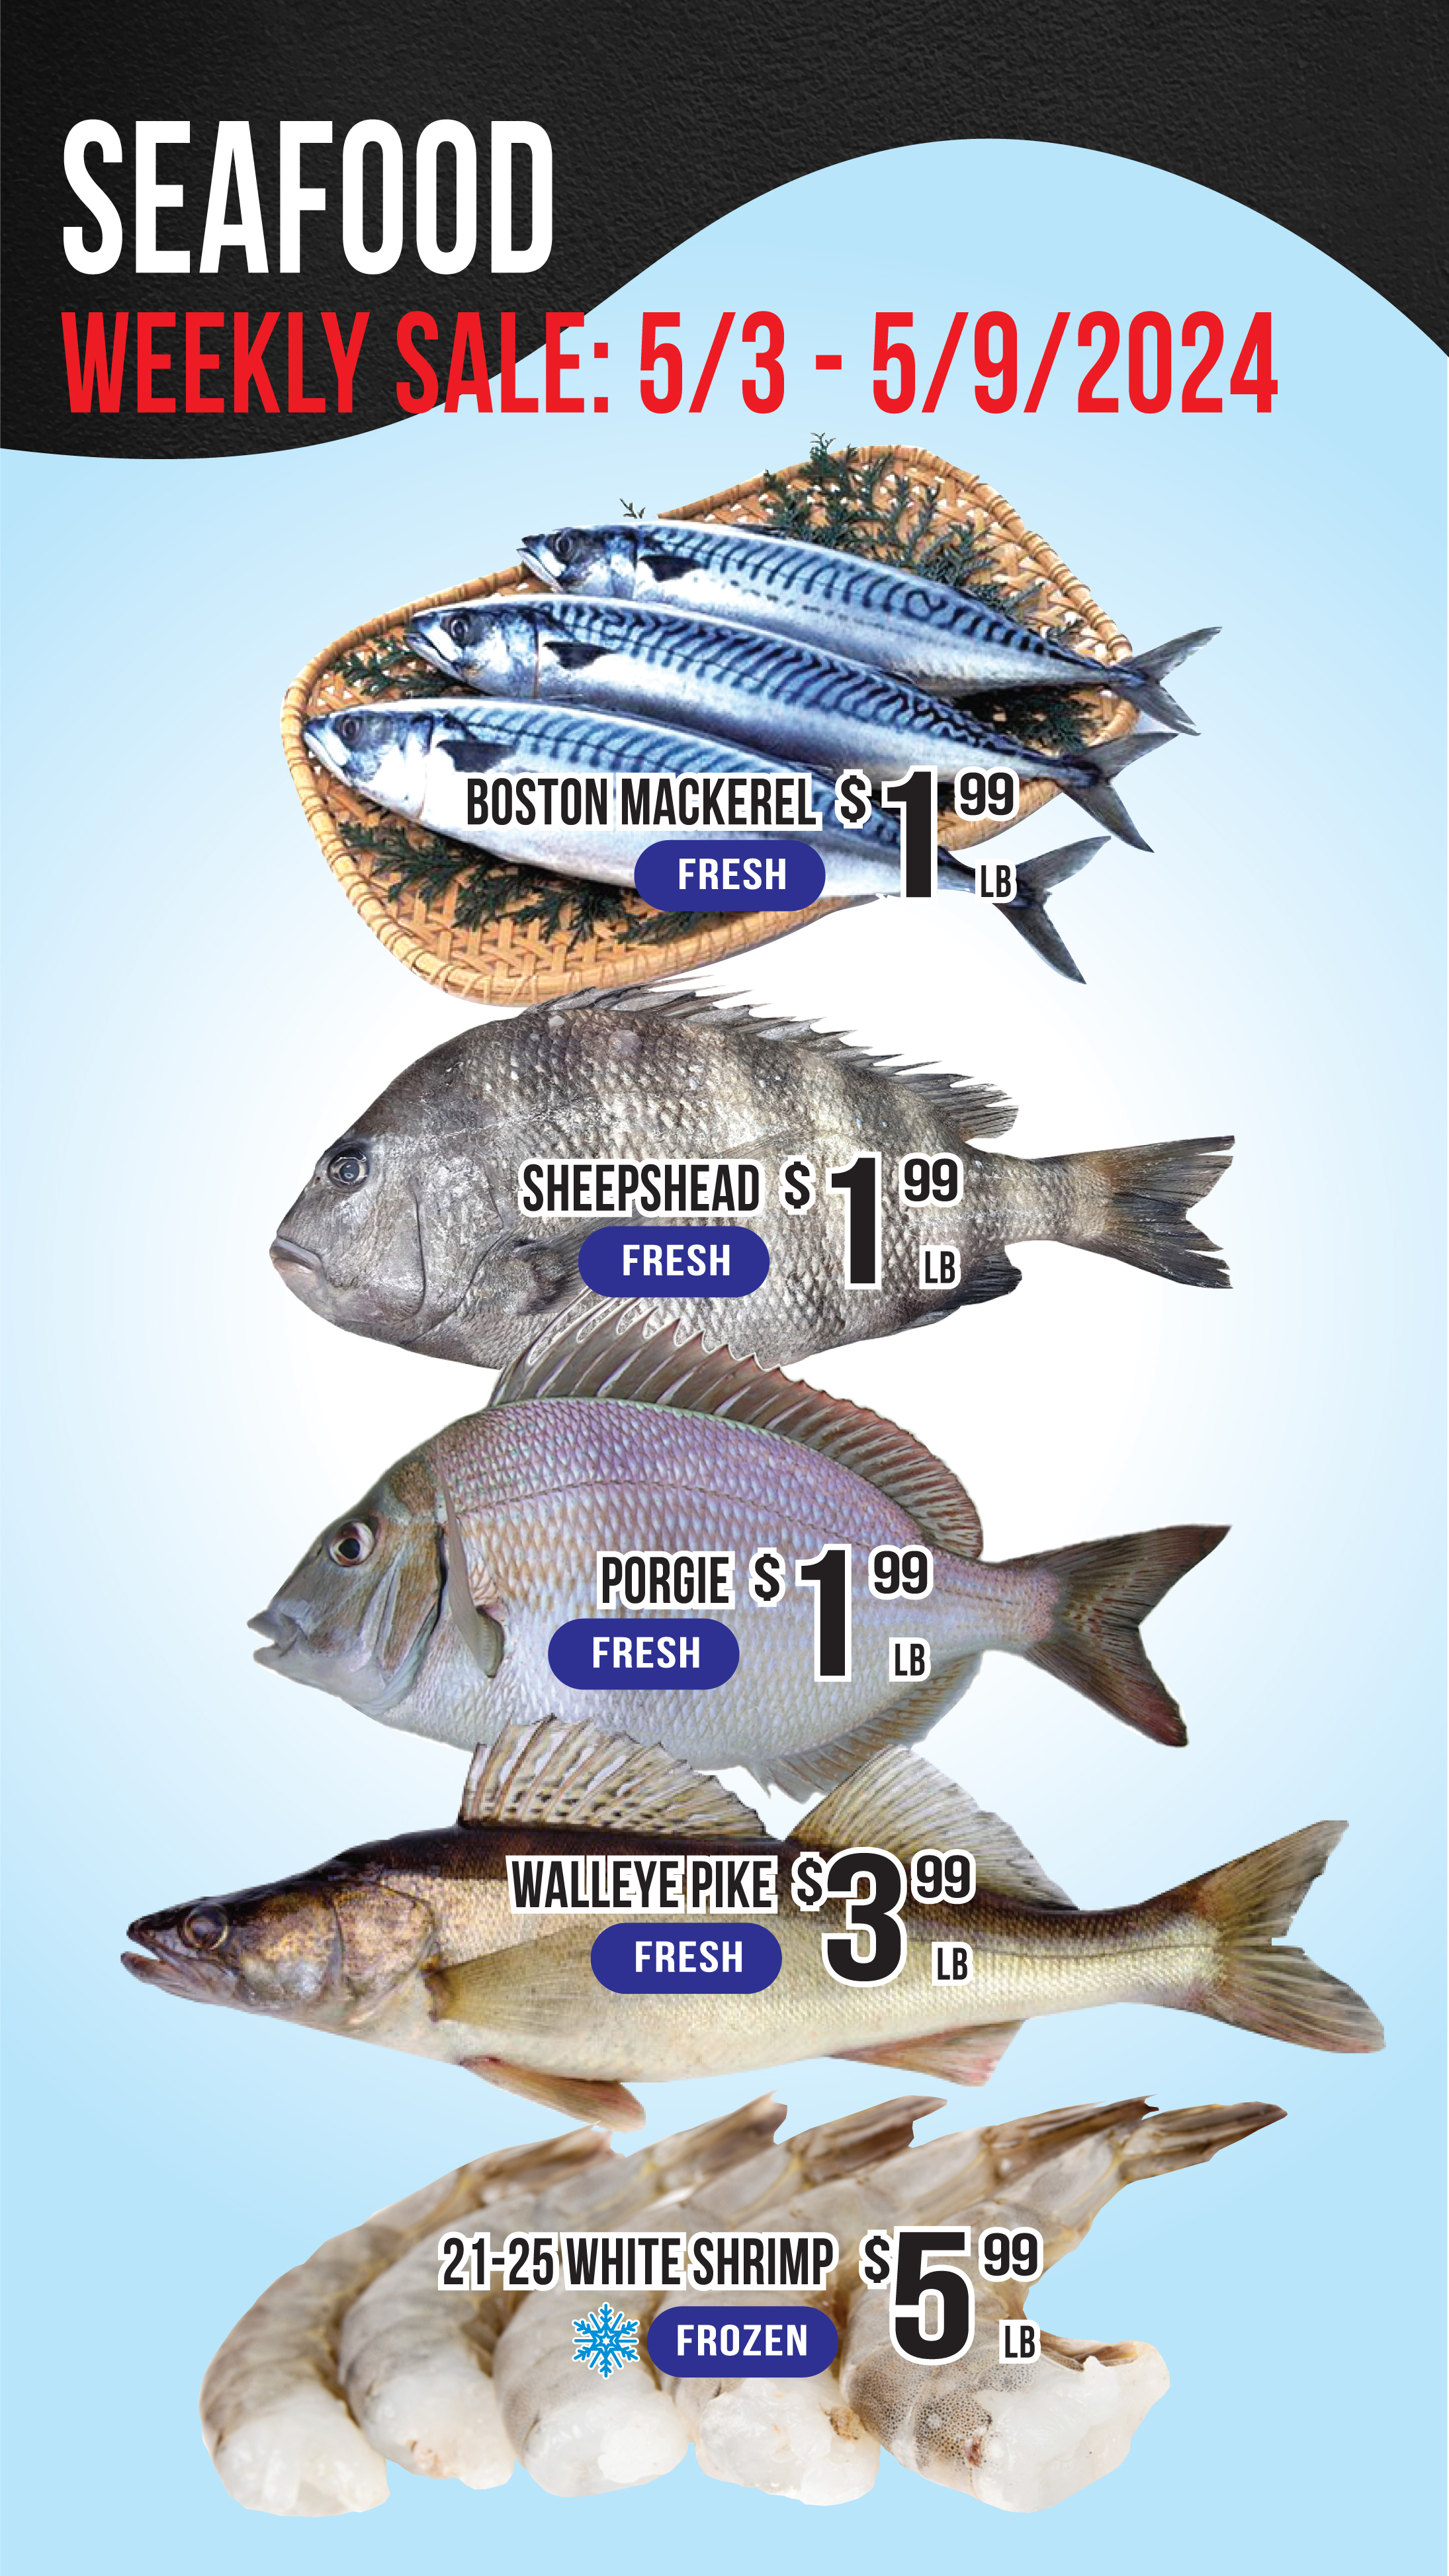 SEAFOOD
WEEKLY SALE: 5/3 - 5/9/2024
BOSTON MACKEREL $1 99
FRESH LB
SHEEPSHEAD $1 99
FRESH LB
PORGIE $1 99
FRESH LB
WALLEYE PIKE $3 99
FRESH LB
21-25 WHITE SHRIMP $5 99
FROZEN LB